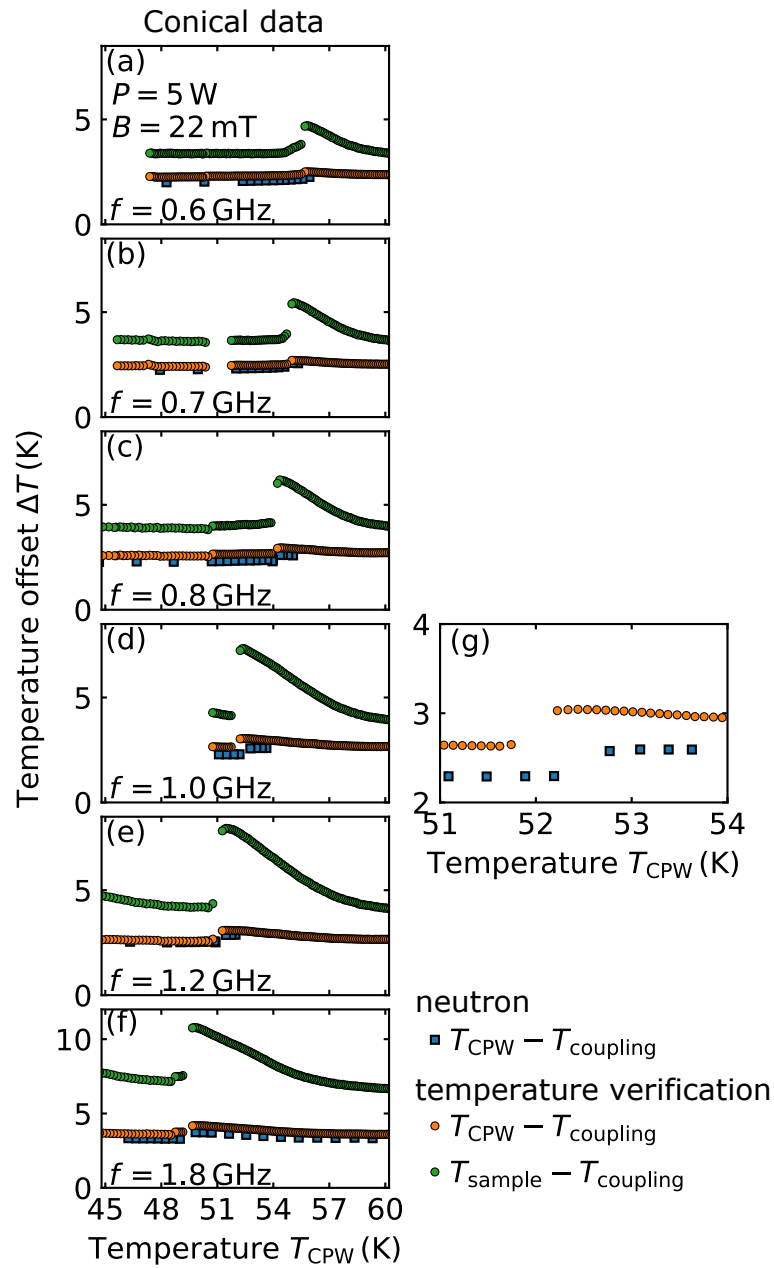 Conical data
(a)
P = 5 W
B = 22 mT
f = 0.6 GHz
5
0
(b)
f = 0.7 GHz
5
0
(c)
f = 0.8 GHz
5
0
Temperature offset ΔT (K)
(d)
f = 1.0 GHz
5
0
(g)
4
3
2
51 52 53 54
Temperature T_CPW (K)
(e)
f = 1.2 GHz
5
0
(f)
f = 1.8 GHz
10
5
0
45 48 51 54 57 60
Temperature T_CPW (K)
neutron
T_CPW − T_coupling
temperature verification
T_CPW − T_coupling
T_sample − T_coupling